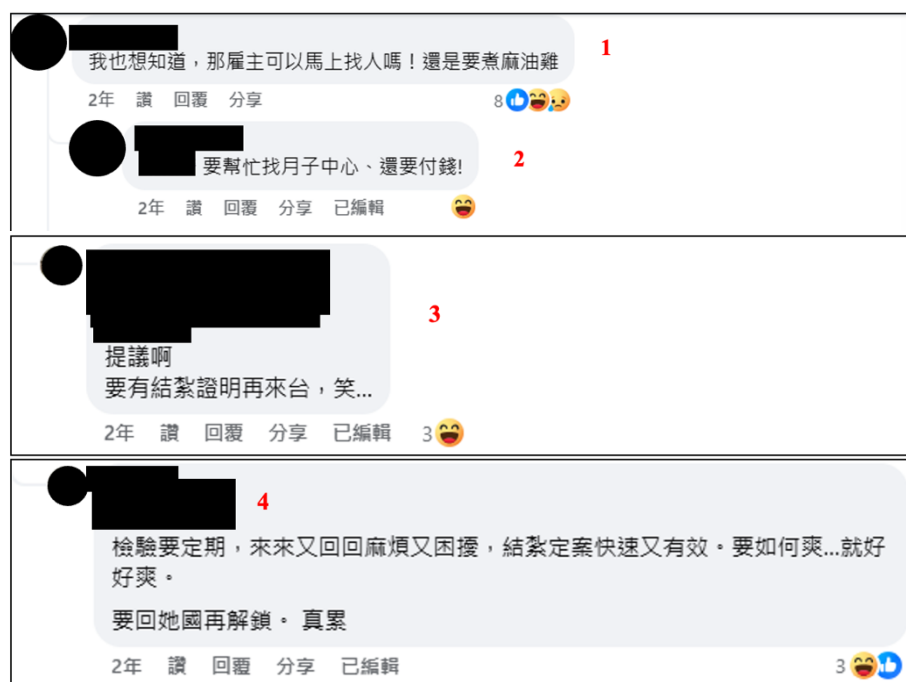 我也想知道，那雇主可以馬上找人嗎！還是要煮麻油雞
1
2年 讚 回覆 分享 8
要幫忙找月子中心、還要付錢!
2
2年 讚 回覆 分享 已編輯
3
提議啊
要有結紮證明再來台，笑...
2年 讚 回覆 分享 已編輯 3
4
檢驗要定期，來來又回回麻煩又困擾，結紮定案快速又有效。要如何爽...就好
好爽。
要回她國再解鎖。 真累
2年 讚 回覆 分享 已編輯 3